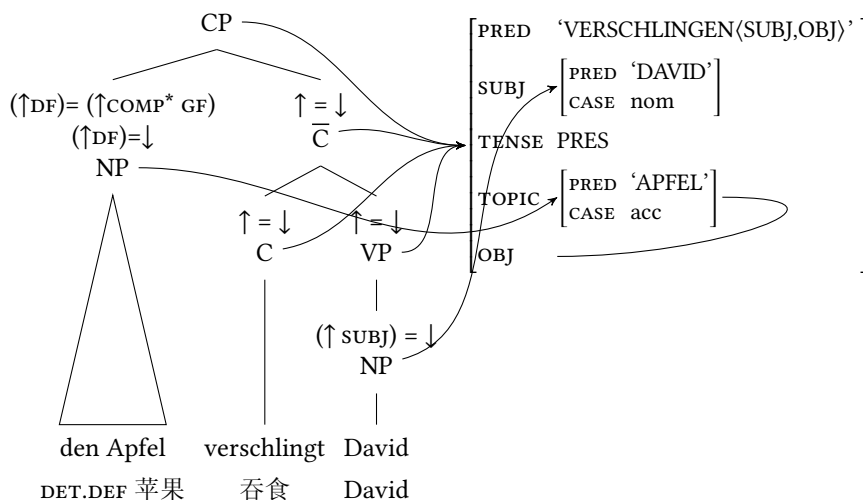 CP
PRED ‘VERSCHLINGEN⟨SUBJ,OBJ⟩’
SUBJ [PRED ‘DAVID’
CASE nom]
(↑DF)= (↑COMP* GF) ↑ = ↓
(↑DF)=↓ C̅ TENSE PRES
NP
TOPIC [PRED ‘APFEL’
CASE acc]
↑ = ↓ ↑ = ↓
C VP OBJ
(↑ SUBJ) = ↓
NP
den Apfel verschlingt David
DET.DEF 苹果 吞食 David